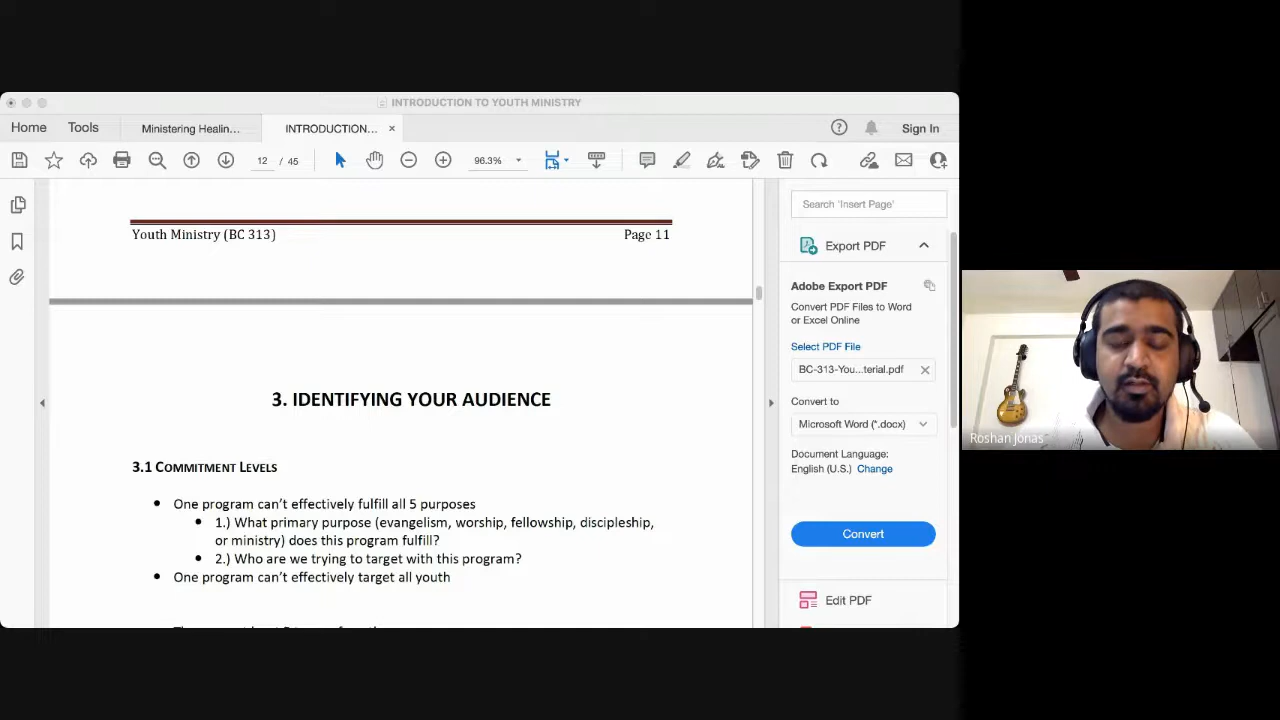 INTRODUCTION TO YOUTH MINISTRY
Home
Tools
Ministering Healin...
INTRODUCTION...
Sign In
12 / 45
96.3%
Youth Ministry (BC 313)
Page 11
3. IDENTIFYING YOUR AUDIENCE
3.1 COMMITMENT LEVELS
• One program can't effectively fulfill all 5 purposes
• 1.) What primary purpose (evangelism, worship, fellowship, discipleship,
or ministry) does this program fulfill?
• 2.) Who are we trying to target with this program?
• One program can't effectively target all youth
Search 'Insert Page'
Export PDF
Adobe Export PDF
Convert PDF Files to Word
or Excel Online
Select PDF File
BC-313-You...terial.pdf
Convert to
Microsoft Word (*.docx)
Document Language:
English (U.S.) Change
Convert
Edit PDF
Roshan Jonas